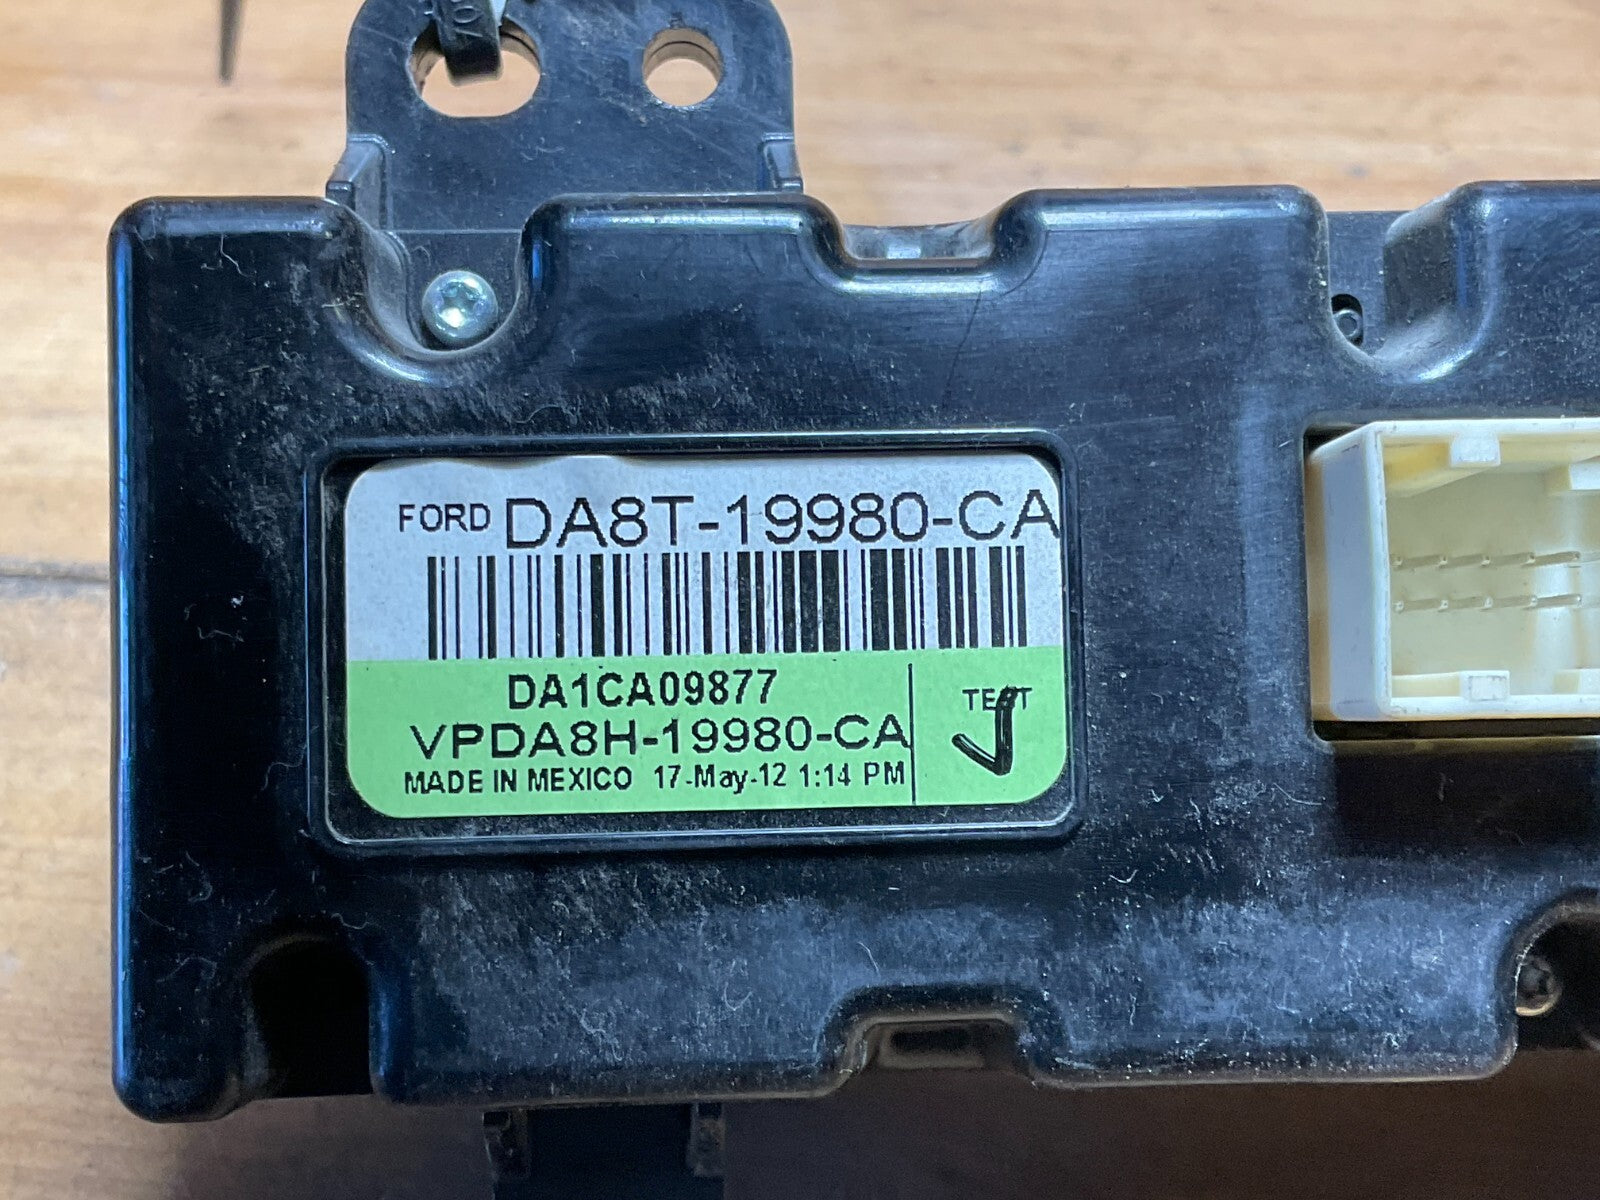 FORD DA8T-19980-CA
DA1CA09877
TEST
VPDA8H-19980-CA
MADE IN MEXICO 17-May-12 1:14 PM